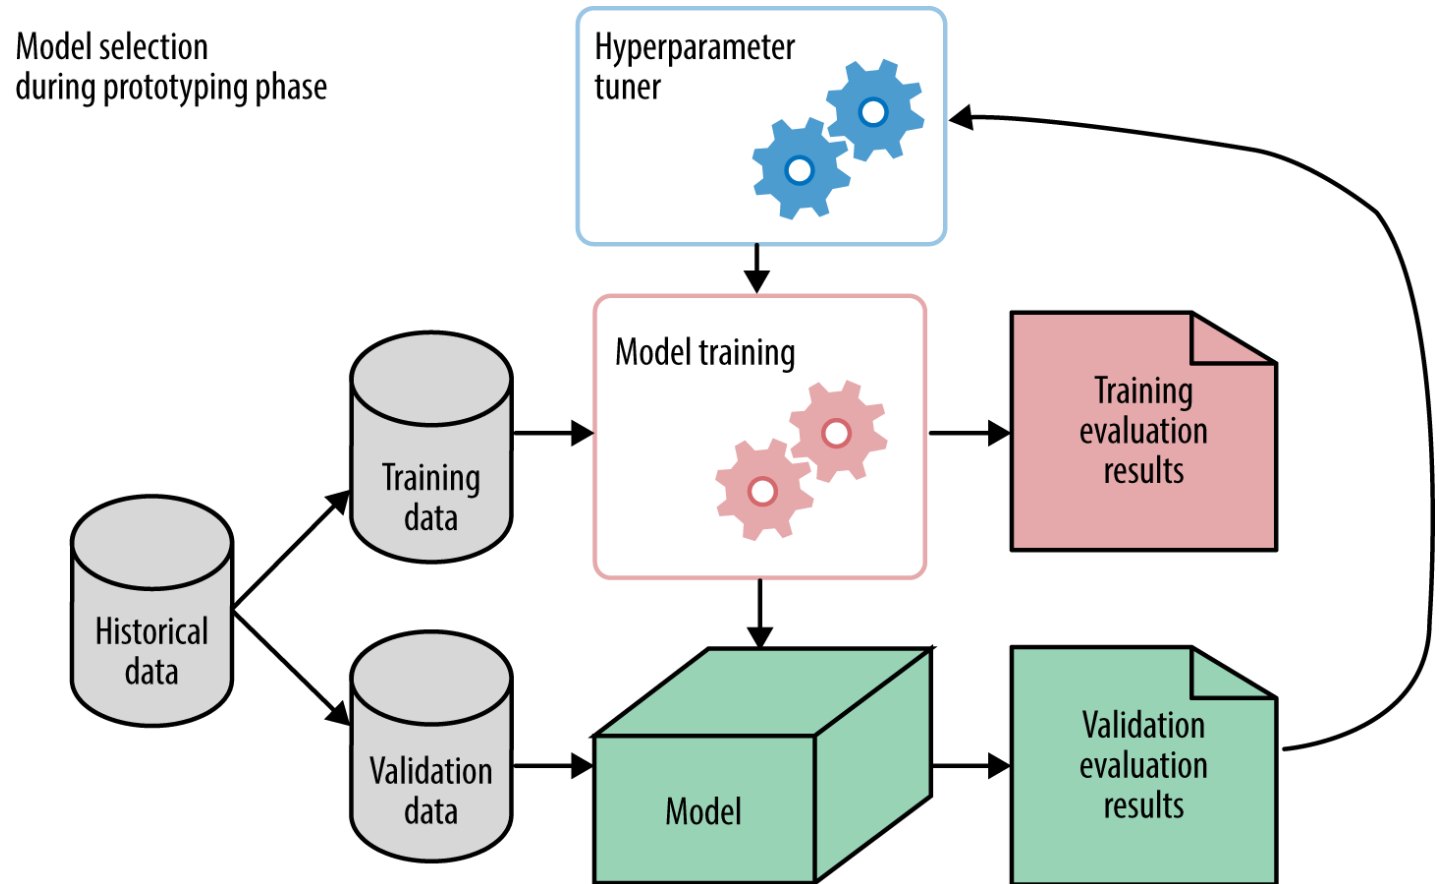 Model selection
during prototyping phase
Hyperparameter
tuner
Model training
Training
evaluation
results
Training
data
Historical
data
Validation
data
Model
Validation
evaluation
results